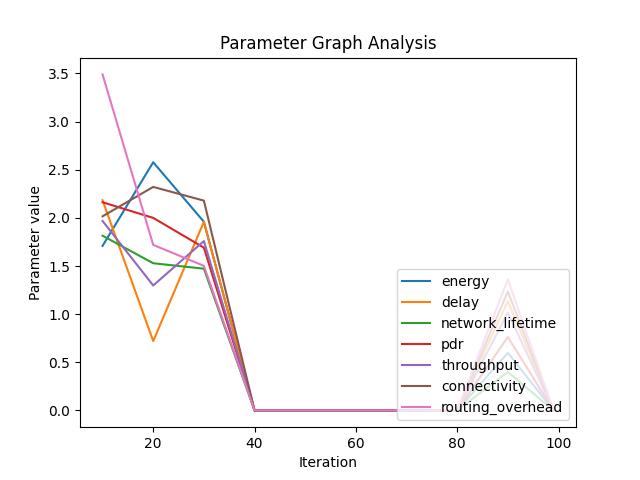 Parameter Graph Analysis
3.5
3.0
2.5
2.0
1.5
1.0
0.5
0.0
Parameter value
energy
delay
network_lifetime
pdr
throughput
connectivity
routing_overhead
20 40 60 80 100
Iteration